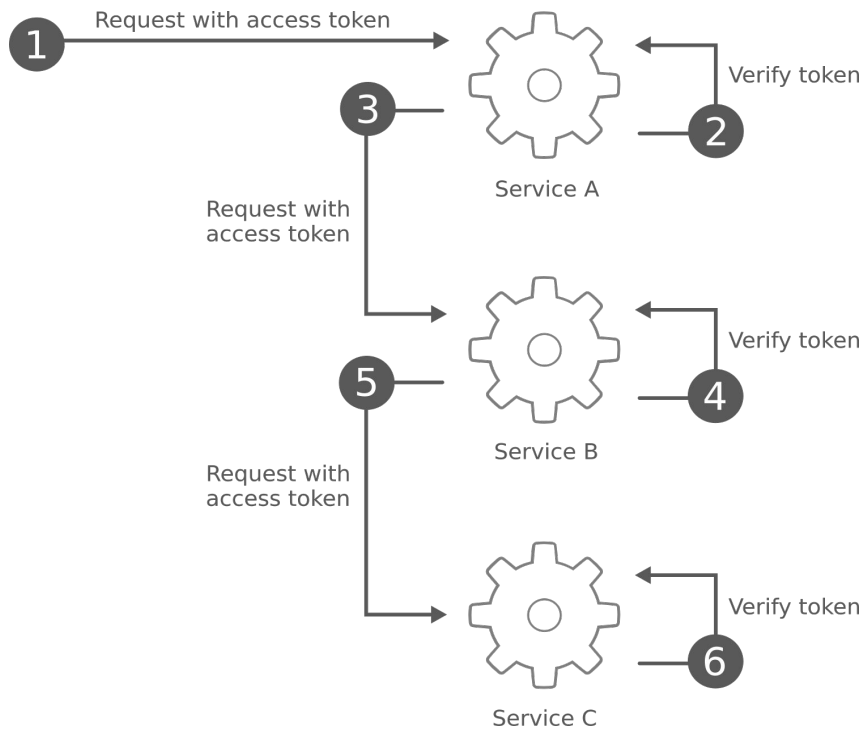 Request with access token
1
Verify token
3
2
Service A
Request with
access token
Verify token
5
4
Service B
Request with
access token
Verify token
6
Service C